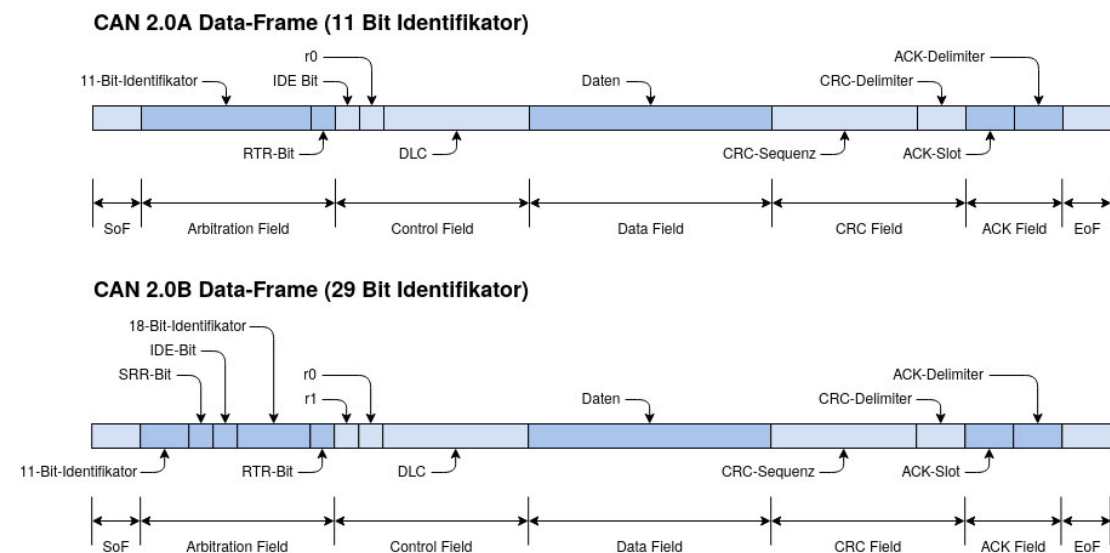 CAN 2.0A Data-Frame (11 Bit Identifikator)
r0
ACK-Delimiter
11-Bit-Identifikator
IDE Bit
Daten
CRC-Delimiter
RTR-Bit
DLC
CRC-Sequenz
ACK-Slot
SoF
Arbitration Field
Control Field
Data Field
CRC Field
ACK Field
EoF
CAN 2.0B Data-Frame (29 Bit Identifikator)
18-Bit-Identifikator
IDE-Bit
SRR-Bit
r0
ACK-Delimiter
r1
Daten
CRC-Delimiter
11-Bit-Identifikator
RTR-Bit
DLC
CRC-Sequenz
ACK-Slot
SoF
Arbitration Field
Control Field
Data Field
CRC Field
ACK Field
EoF